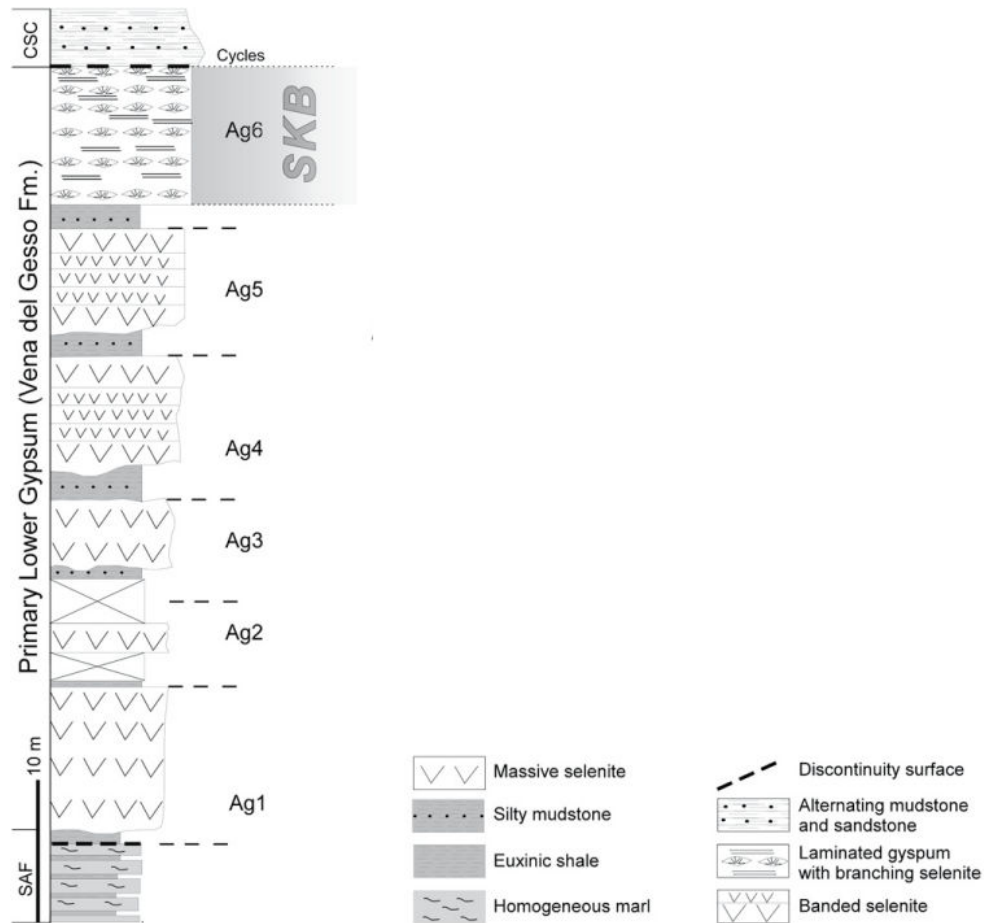 CSC
Cycles
Ag6
SKB
Primary Lower Gypsum (Vena del Gesso Fm.)
Ag5
Ag4
Ag3
Ag2
Ag1
10 m
SAF
Massive selenite
Silty mudstone
Euxinic shale
Homogeneous marl
Discontinuity surface
Alternating mudstone
and sandstone
Laminated gyspum
with branching selenite
Banded selenite